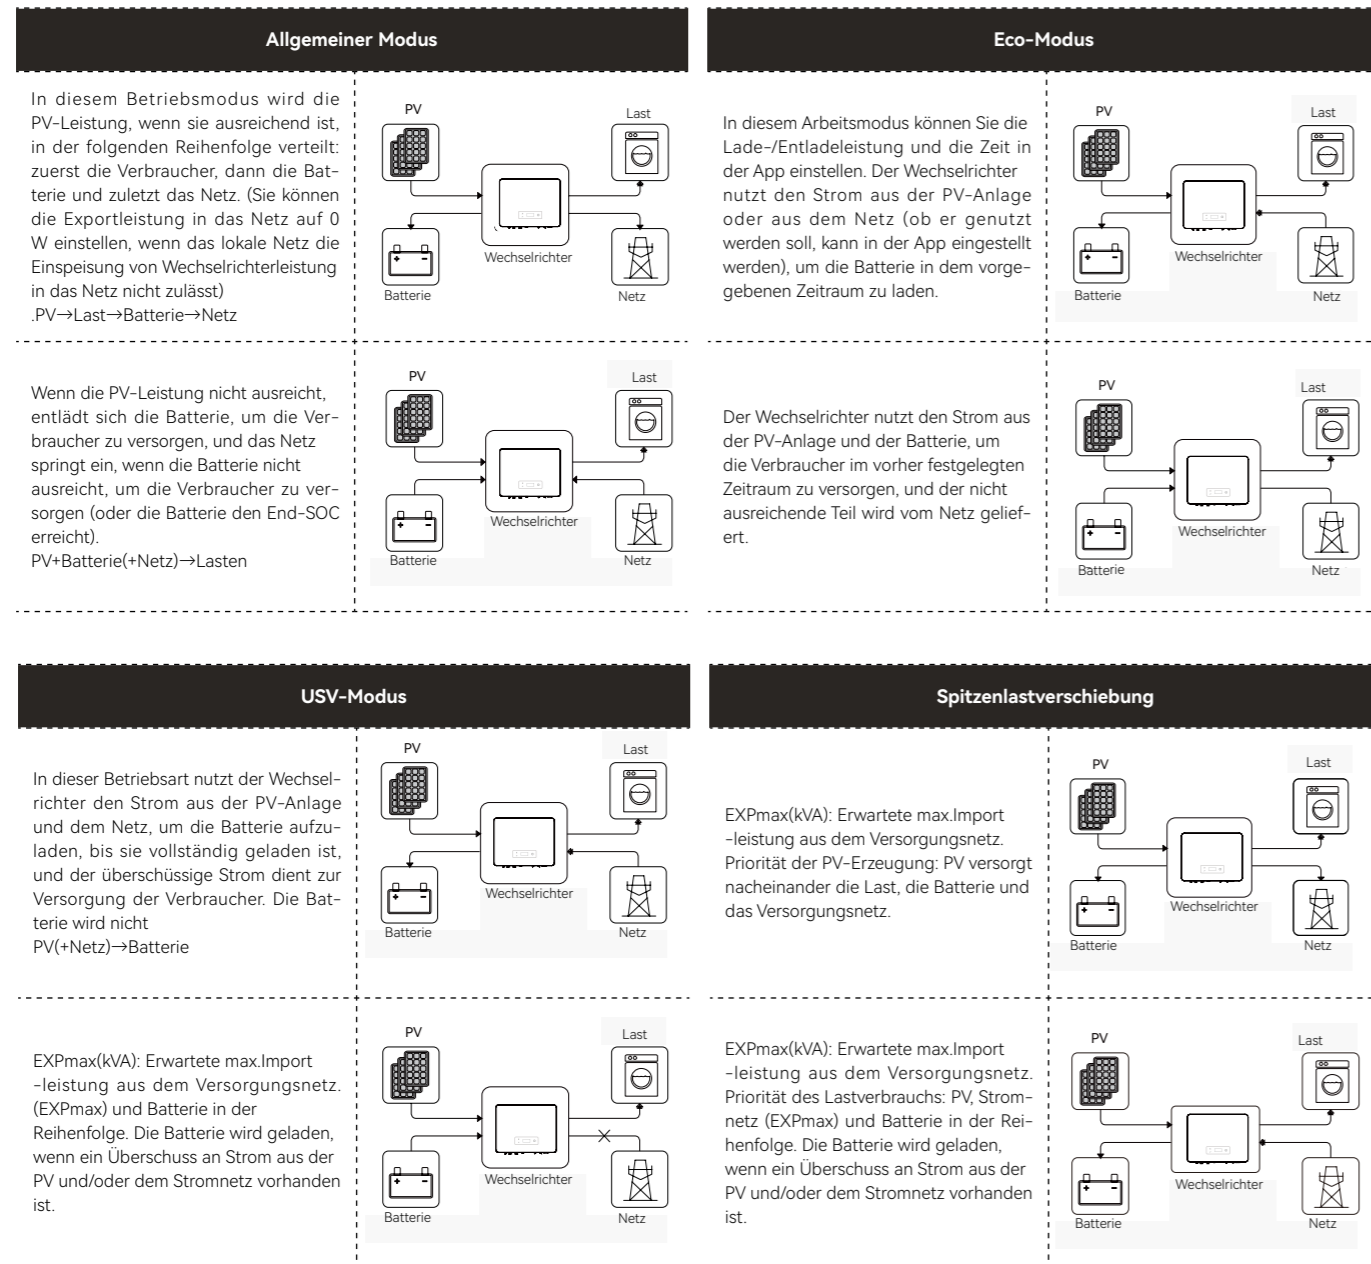 Allgemeiner Modus
In diesem Betriebsmodus wird die
PV-Leistung, wenn sie ausreichend ist,
in der folgenden Reihenfolge verteilt:
zuerst die Verbraucher, dann die Bat-
terie und zuletzt das Netz. (Sie können
die Exportleistung in das Netz auf 0
W einstellen, wenn das lokale Netz die
Einspeisung von Wechselrichterleistung
in das Netz nicht zulässt)
.PV→Last→Batterie→Netz
PV
Last
Wechselrichter
Batterie
Netz
Wenn die PV-Leistung nicht ausreicht,
entlädt sich die Batterie, um die Ver-
braucher zu versorgen, und das Netz
springt ein, wenn die Batterie nicht
ausreicht, um die Verbraucher zu ver-
sorgen (oder die Batterie den End-SOC
erreicht).
PV+Batterie(+Netz)→Lasten
PV
Last
Wechselrichter
Batterie
Netz
Eco-Modus
In diesem Arbeitsmodus können Sie die
Lade-/Entladeleistung und die Zeit in
der App einstellen. Der Wechselrichter
nutzt den Strom aus der PV-Anlage
oder aus dem Netz (ob er genutzt
werden soll, kann in der App eingestellt
werden), um die Batterie in dem vorge-
gebenen Zeitraum zu laden.
PV
Last
Wechselrichter
Batterie
Netz
Der Wechselrichter nutzt den Strom aus
der PV-Anlage und der Batterie, um
die Verbraucher im vorher festgelegten
Zeitraum zu versorgen, und der nicht
ausreichende Teil wird vom Netz gelief-
ert.
PV
Last
Wechselrichter
Batterie
Netz
USV-Modus
In dieser Betriebsart nutzt der Wechsel-
richter den Strom aus der PV-Anlage
und dem Netz, um die Batterie aufzu-
laden, bis sie vollständig geladen ist,
und der überschüssige Strom dient zur
Versorgung der Verbraucher. Die Bat-
terie wird nicht
PV(+Netz)→Batterie
PV
Last
Wechselrichter
Batterie
Netz
EXPmax(kVA): Erwartete max.Import
-leistung aus dem Versorgungsnetz.
(EXPmax) und Batterie in der
Reihenfolge. Die Batterie wird geladen,
wenn ein Überschuss an Strom aus der
PV und/oder dem Stromnetz vorhanden
ist.
PV
Last
Wechselrichter
Batterie
Netz
Spitzenlastverschiebung
EXPmax(kVA): Erwartete max.Import
-leistung aus dem Versorgungsnetz.
Priorität der PV-Erzeugung: PV versorgt
nacheinander die Last, die Batterie und
das Versorgungsnetz.
PV
Last
Wechselrichter
Batterie
Netz
EXPmax(kVA): Erwartete max.Import
-leistung aus dem Versorgungsnetz.
Priorität des Lastverbrauchs: PV, Strom-
netz (EXPmax) und Batterie in der Rei-
henfolge. Die Batterie wird geladen,
wenn ein Überschuss an Strom aus der
PV und/oder dem Stromnetz vorhanden
ist.
PV
Last
Wechselrichter
Batterie
Netz